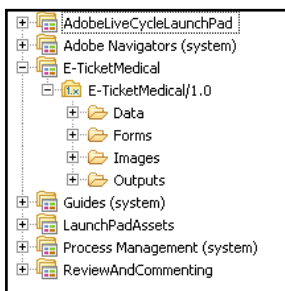 AdobeLiveCycleLaunchPad
Adobe Navigators (system)
E-TicketMedical
E-TicketMedical/1.0
Data
Forms
Images
Outputs
Guides (system)
LaunchPadAssets
Process Management (system)
ReviewAndCommenting